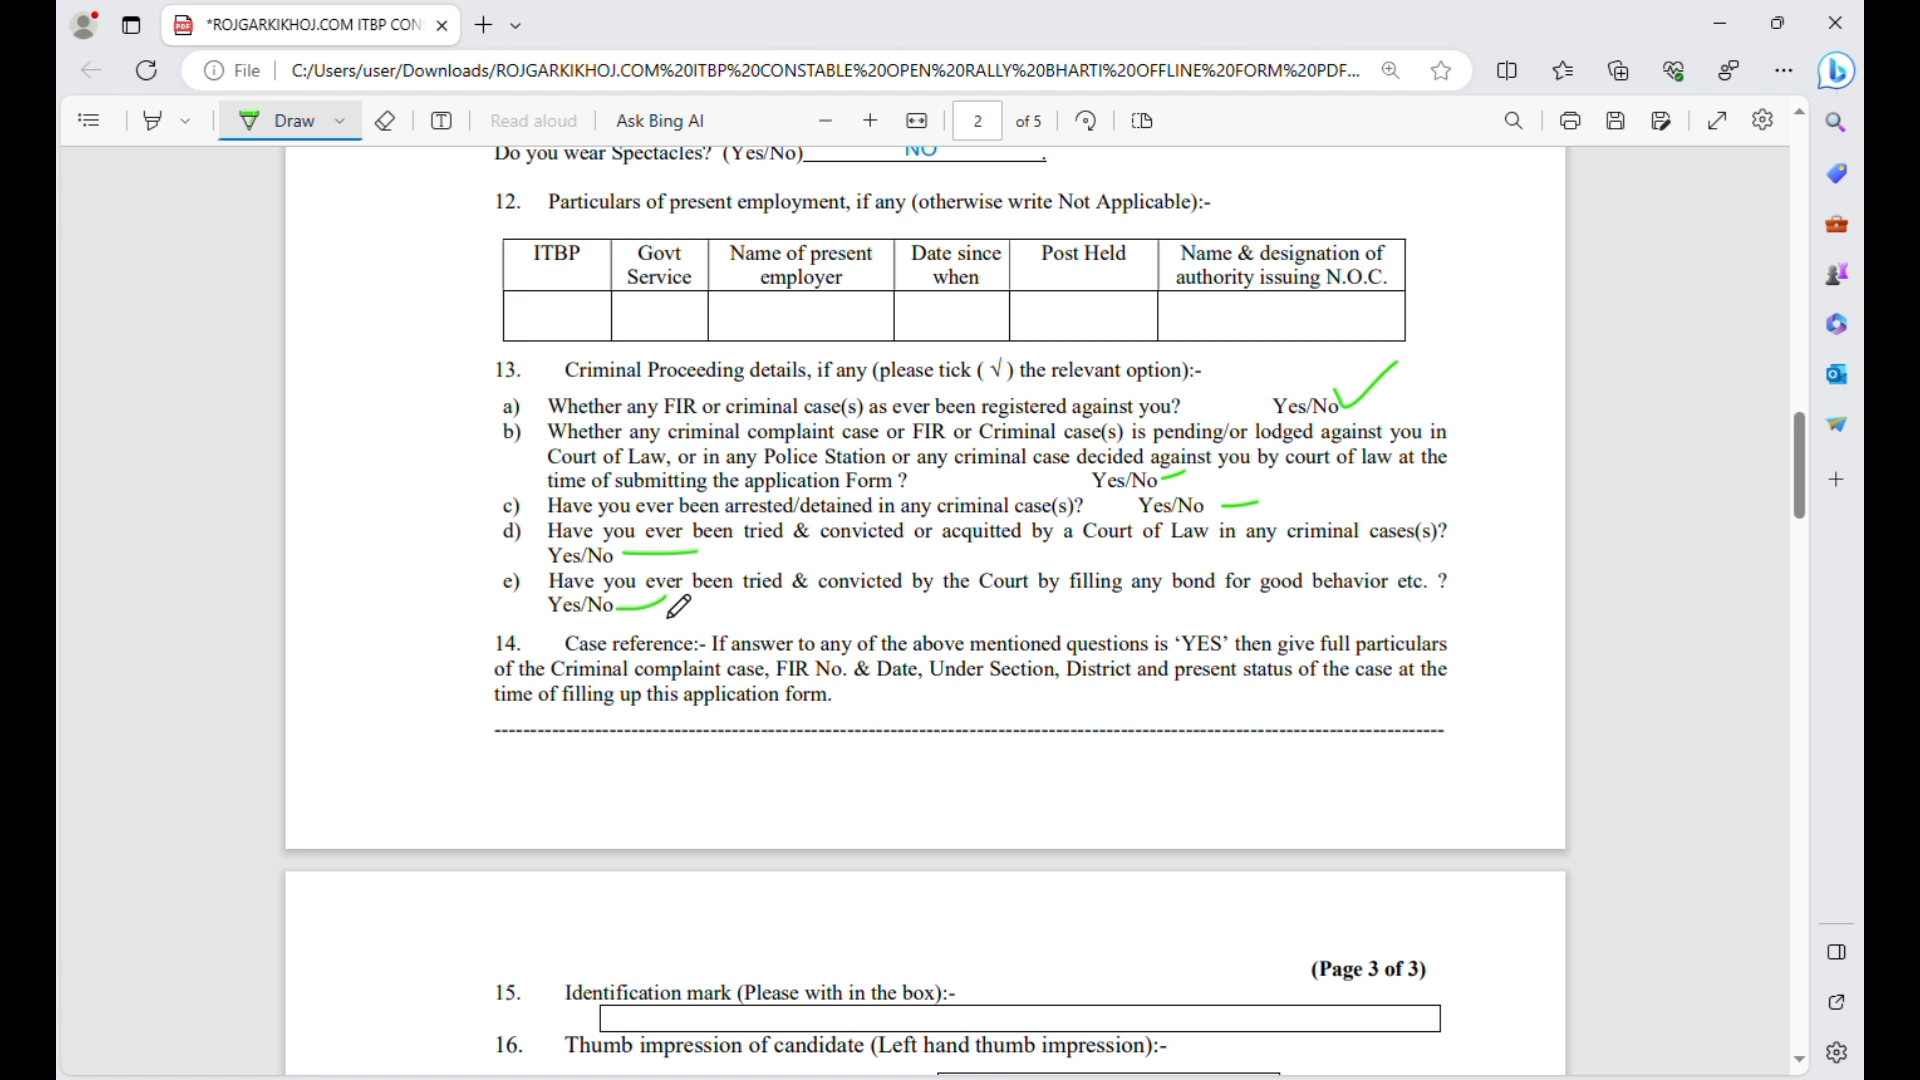 *ROJGARKIKHOJ.COM ITBP CON
File
C:/Users/user/Downloads/ROJGARKIKHOJ.COM%20ITBP%20CONSTABLE%20OPEN%20RALLY%20BHARTI%20OFFLINE%20FORM%20PDF...
Draw
Read aloud
Ask Bing AI
2 of 5
Do you wear Spectacles? (Yes/No) NO .
12. Particulars of present employment, if any (otherwise write Not Applicable):-
ITBP
Govt Service
Name of present employer
Date since when
Post Held
Name & designation of authority issuing N.O.C.
13. Criminal Proceeding details, if any (please tick ( √ ) the relevant option):-
a) Whether any FIR or criminal case(s) as ever been registered against you? Yes/No
b) Whether any criminal complaint case or FIR or Criminal case(s) is pending/or lodged against you in
Court of Law, or in any Police Station or any criminal case decided against you by court of law at the
time of submitting the application Form ? Yes/No
c) Have you ever been arrested/detained in any criminal case(s)? Yes/No
d) Have you ever been tried & convicted or acquitted by a Court of Law in any criminal cases(s)?
Yes/No
e) Have you ever been tried & convicted by the Court by filling any bond for good behavior etc. ?
Yes/No
14. Case reference:- If answer to any of the above mentioned questions is ‘YES’ then give full particulars
of the Criminal complaint case, FIR No. & Date, Under Section, District and present status of the case at the
time of filling up this application form.
(Page 3 of 3)
15. Identification mark (Please with in the box):-
16. Thumb impression of candidate (Left hand thumb impression):-